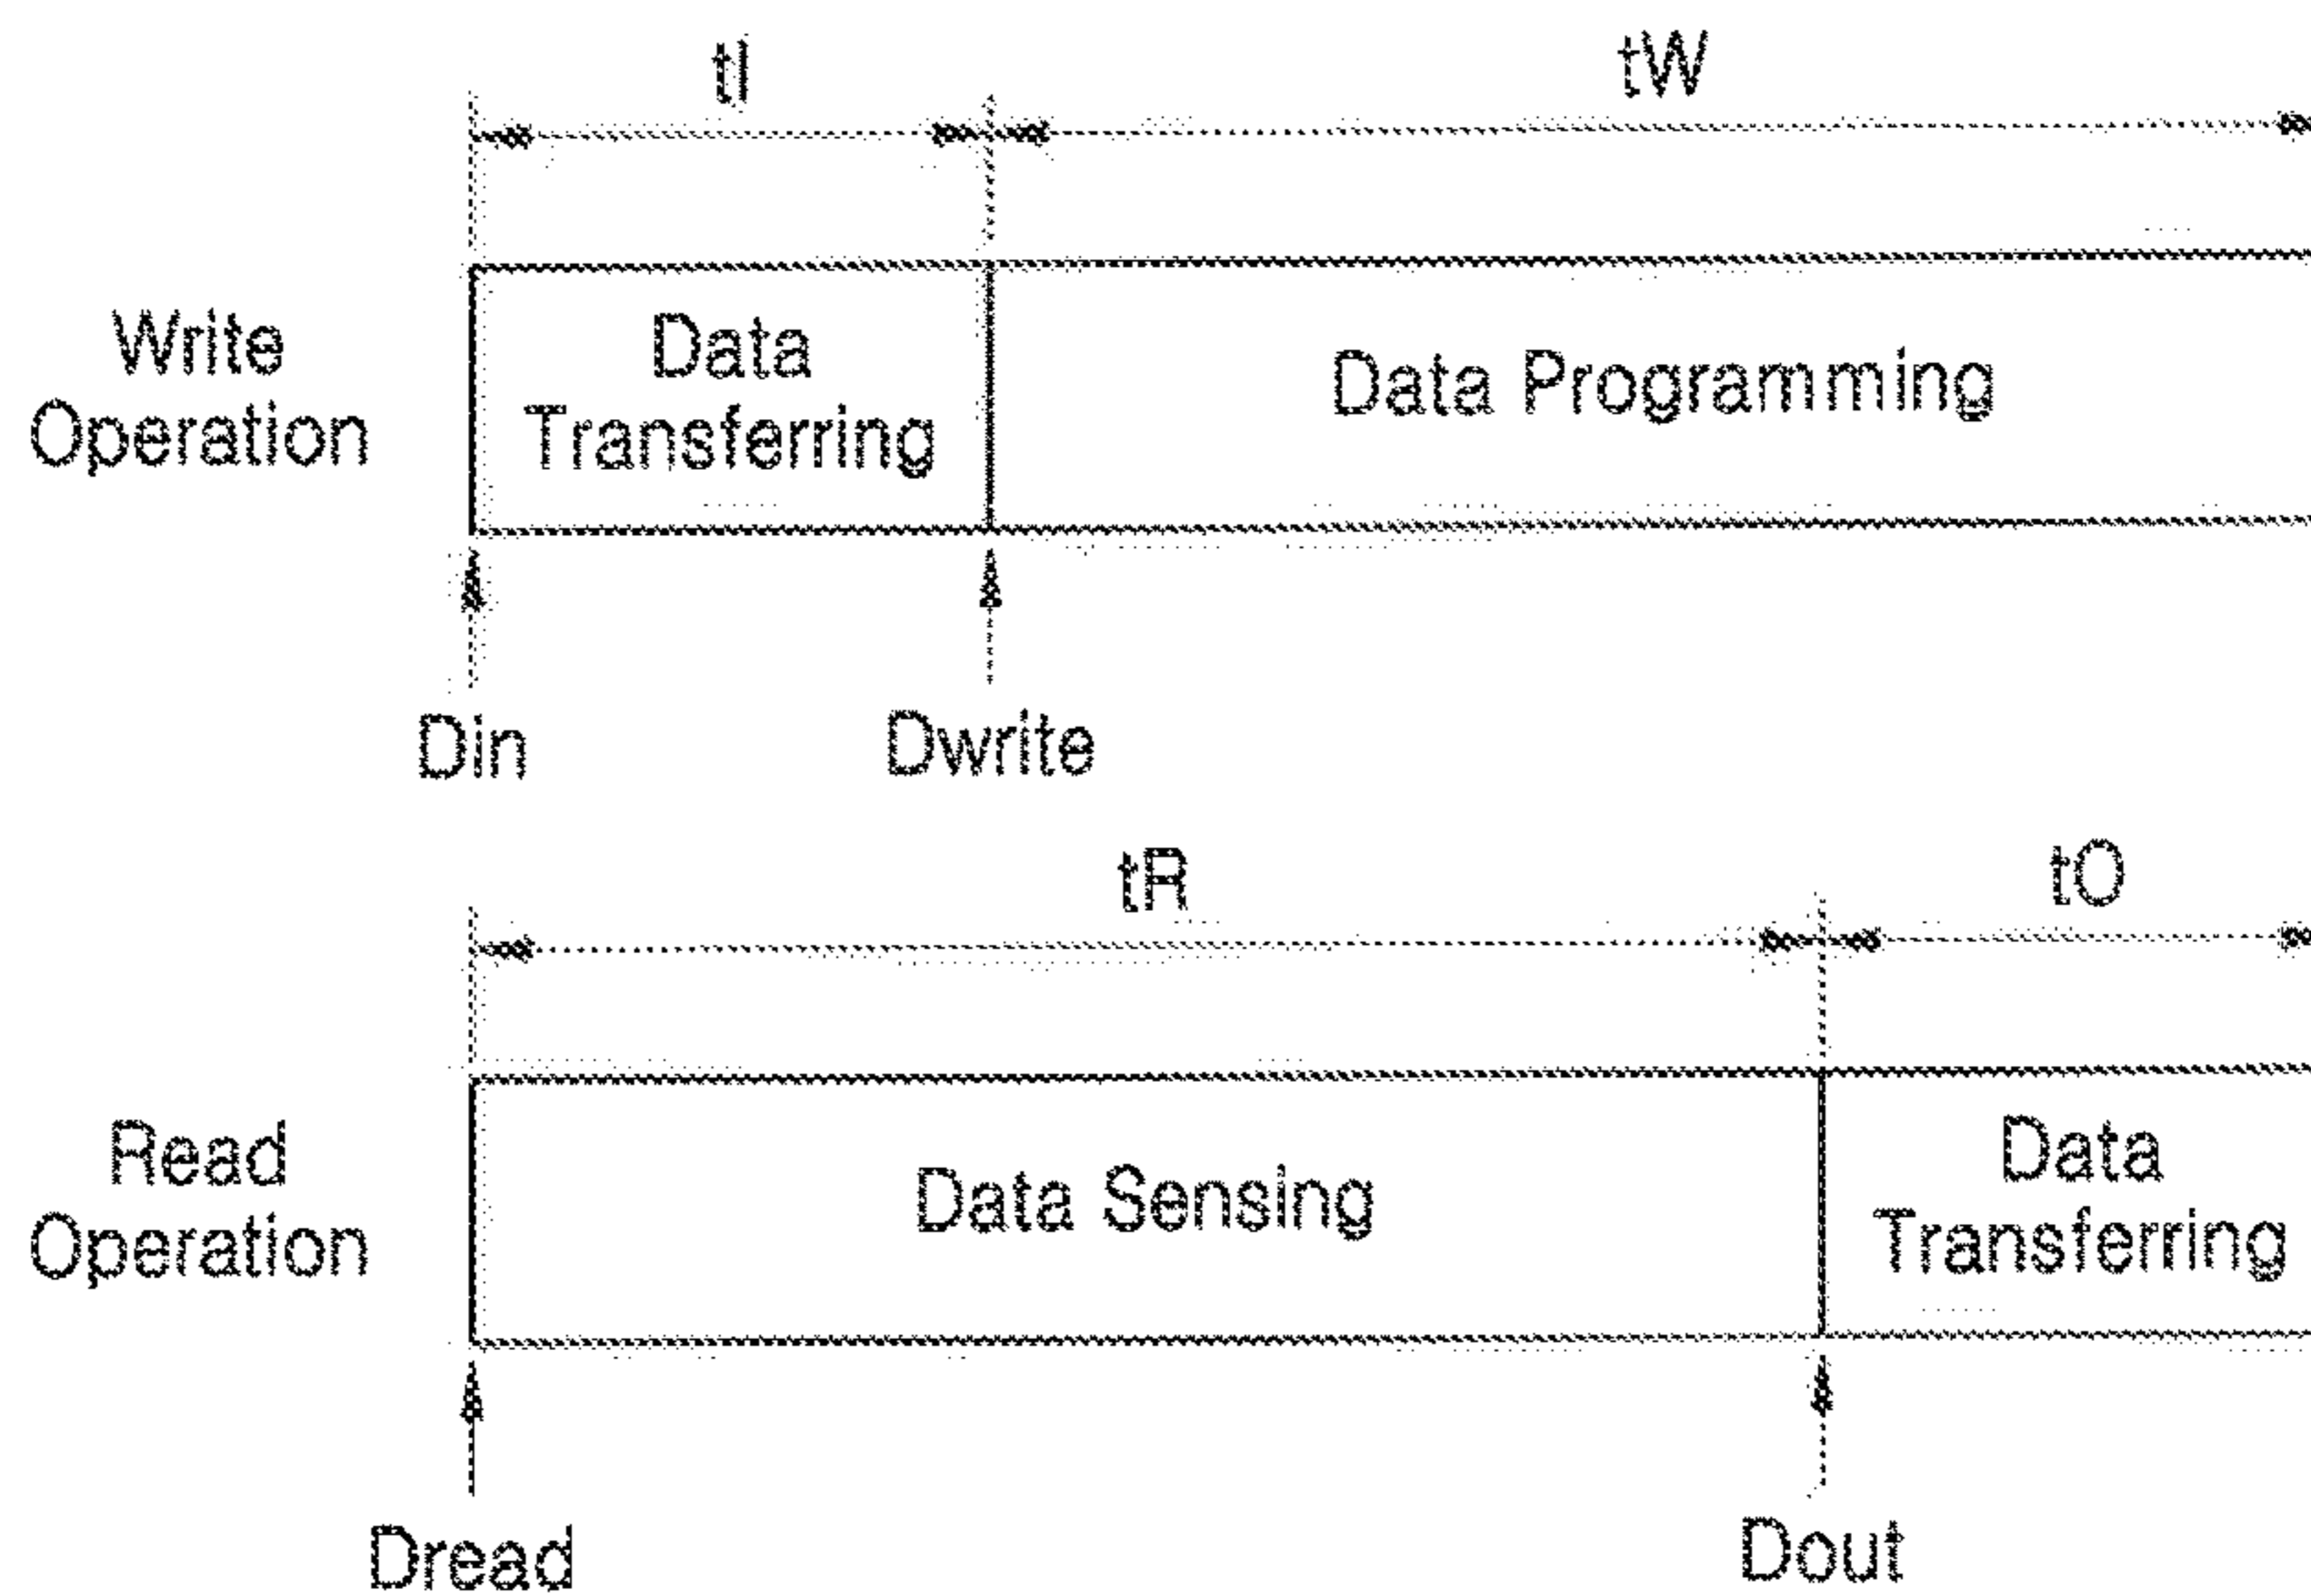 tI
tW
Write
Operation
Data
Transferring
Data Programming
Din
Dwrite
tR
tO
Read
Operation
Data Sensing
Data
Transferring
Dread
Dout